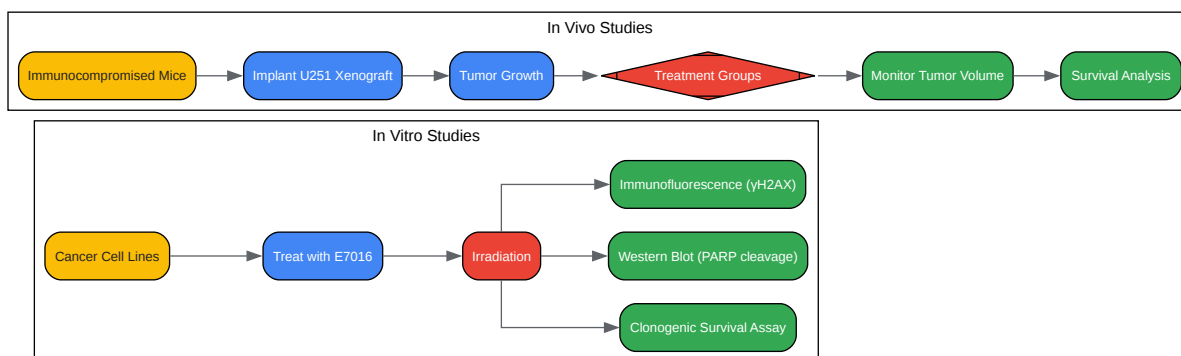 In Vivo Studies
Immunocompromised Mice
Implant U251 Xenograft
Tumor Growth
Treatment Groups
Monitor Tumor Volume
Survival Analysis
In Vitro Studies
Cancer Cell Lines
Treat with E7016
Irradiation
Immunofluorescence (γH2AX)
Western Blot (PARP cleavage)
Clonogenic Survival Assay